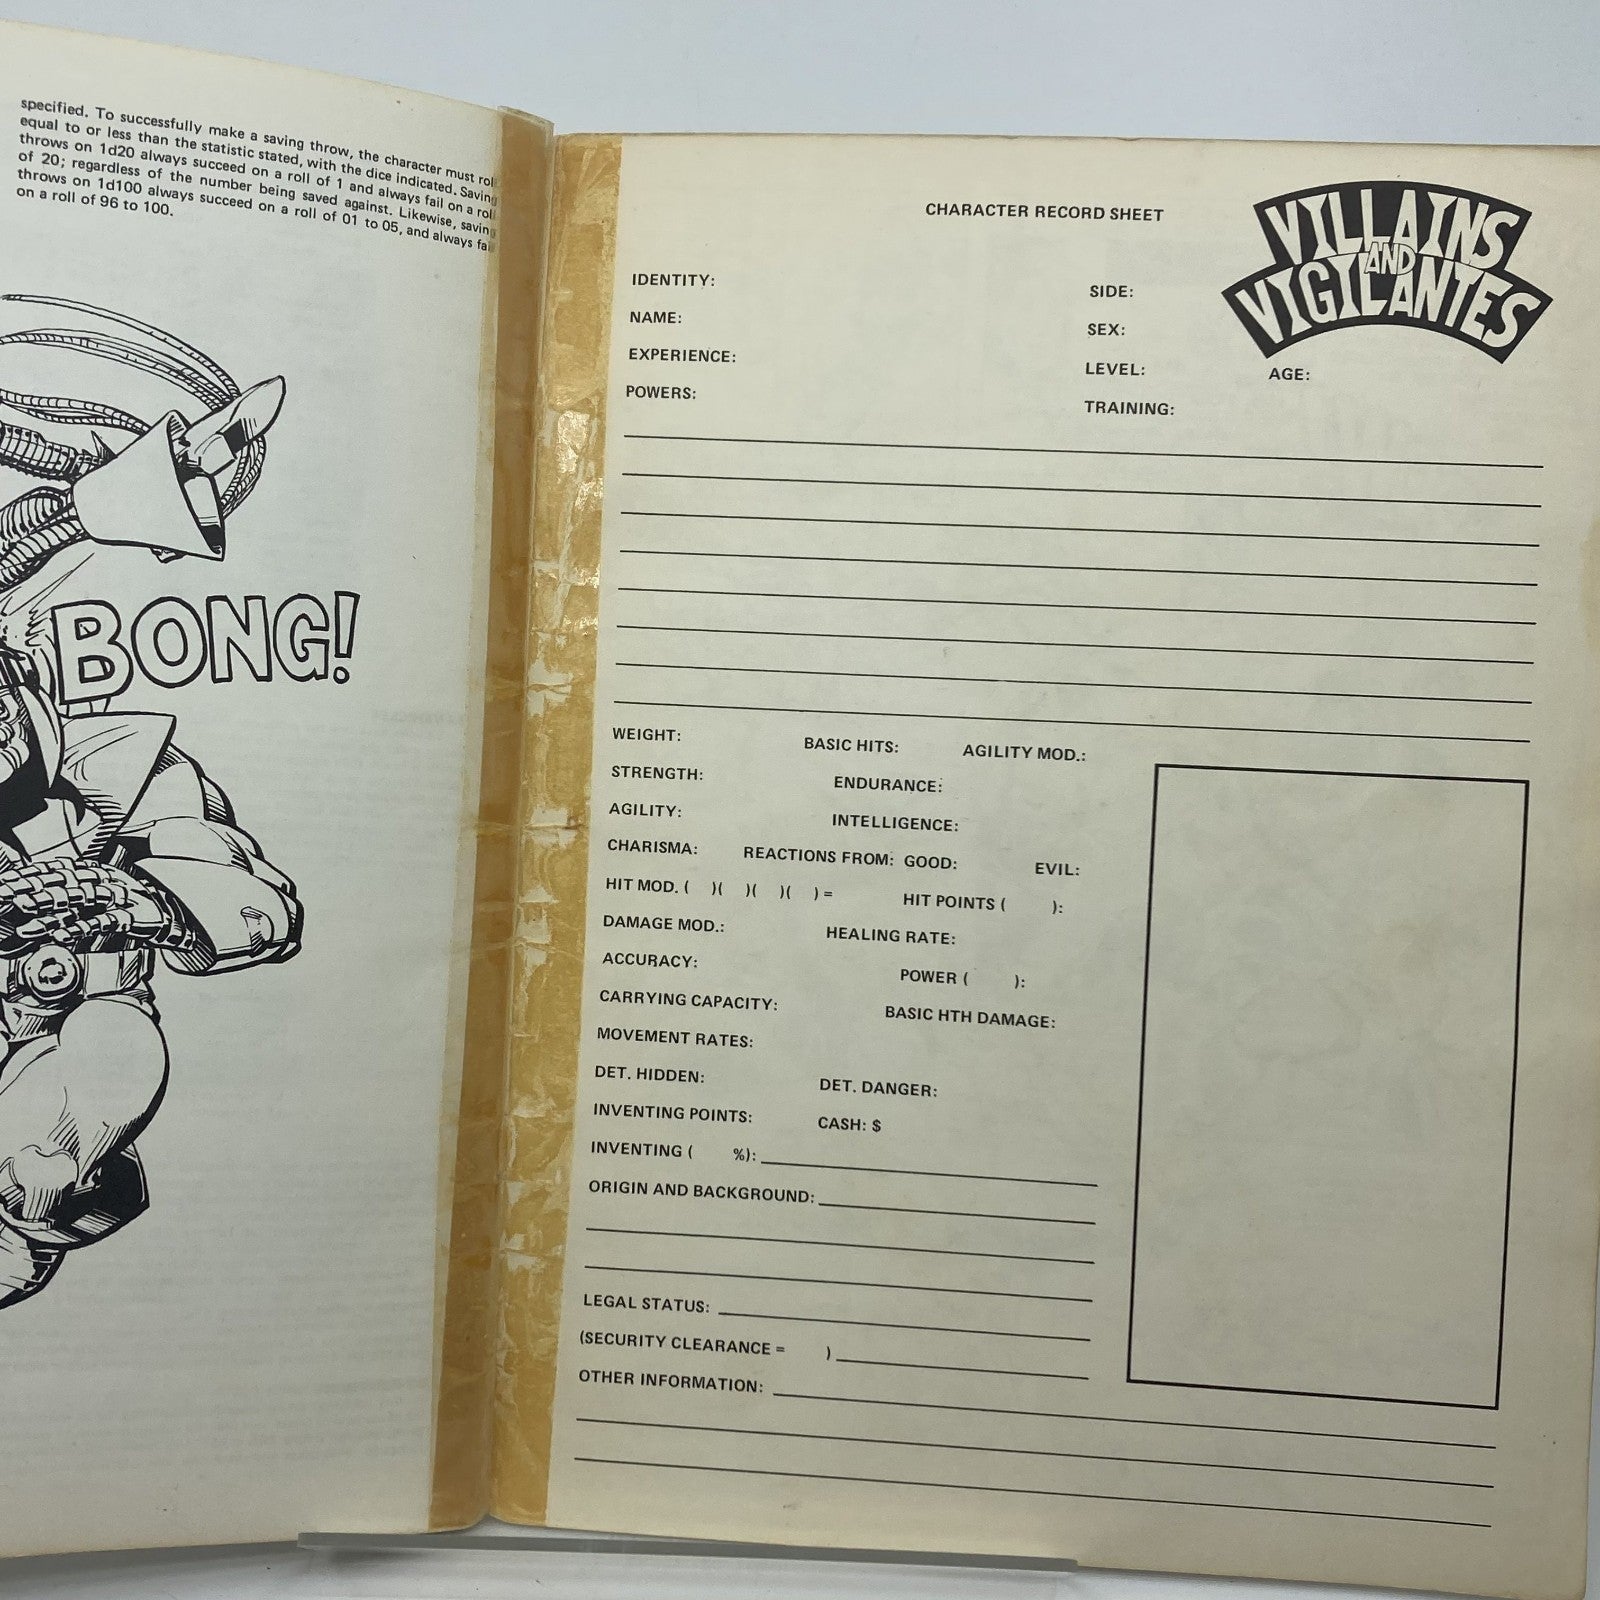 specified. To successfully make a saving throw, the character must rol
equal to or less than the statistic stated, with the dice indicated. Saving
throws on 1d20 always succeed on a roll of 1 and always fail on a roll
of 20; regardless of the number being saved against. Likewise, saving
throws on 1d100 always succeed on a roll of 01 to 05, and always fai
on a roll of 96 to 100.
BONG!
CHARACTER RECORD SHEET
VILLAINS
AND
VIGILANTES
IDENTITY: SIDE:
NAME: SEX:
EXPERIENCE: LEVEL: AGE:
POWERS: TRAINING:
WEIGHT: BASIC HITS: AGILITY MOD.:
STRENGTH: ENDURANCE:
AGILITY: INTELLIGENCE:
CHARISMA: REACTIONS FROM: GOOD: EVIL:
HIT MOD. ( )( )( )( ) = HIT POINTS ( ):
DAMAGE MOD.: HEALING RATE:
ACCURACY: POWER ( ):
CARRYING CAPACITY: BASIC HTH DAMAGE:
MOVEMENT RATES:
DET. HIDDEN: DET. DANGER:
INVENTING POINTS: CASH: $
INVENTING ( %):
ORIGIN AND BACKGROUND:
LEGAL STATUS:
(SECURITY CLEARANCE = )
OTHER INFORMATION: